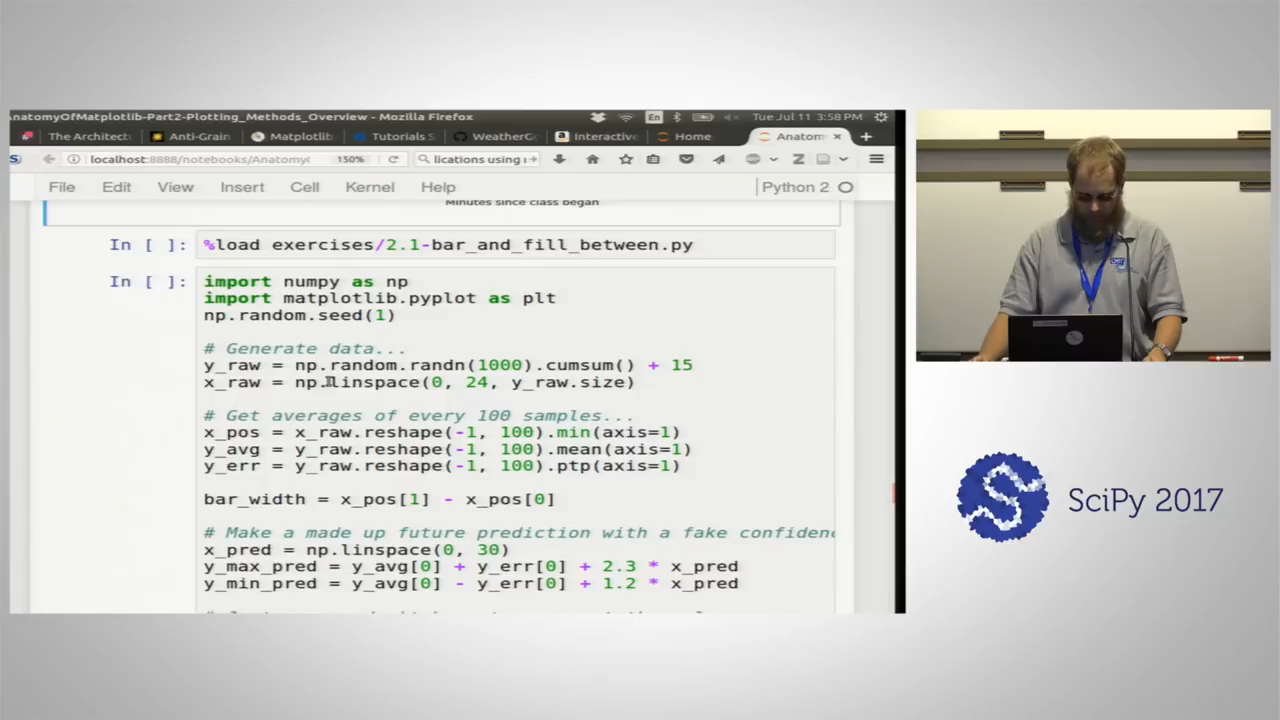 AnatomyOfMatplotlib-Part2-Plotting_Methods_Overview - Mozilla Firefox
En
Tue Jul 11 3:58 PM
The Architect
Anti-Grain
Matplotlib
Tutorials S
WeatherG
Interactive
Home
Anatom
localhost:8888/notebooks/Anatomy
150%
lications using
File
Edit
View
Insert
Cell
Kernel
Help
Python 2
Minutes since class began
In [ ]: %load exercises/2.1-bar_and_fill_between.py
In [ ]: import numpy as np
import matplotlib.pyplot as plt
np.random.seed(1)
# Generate data...
y_raw = np.random.randn(1000).cumsum() + 15
x_raw = np.linspace(0, 24, y_raw.size)
# Get averages of every 100 samples...
x_pos = x_raw.reshape(-1, 100).min(axis=1)
y_avg = y_raw.reshape(-1, 100).mean(axis=1)
y_err = y_raw.reshape(-1, 100).ptp(axis=1)
bar_width = x_pos[1] - x_pos[0]
# Make a made up future prediction with a fake confiden
x_pred = np.linspace(0, 30)
y_max_pred = y_avg[0] + y_err[0] + 2.3 * x_pred
y_min_pred = y_avg[0] - y_err[0] + 1.2 * x_pred
SciPy 2017